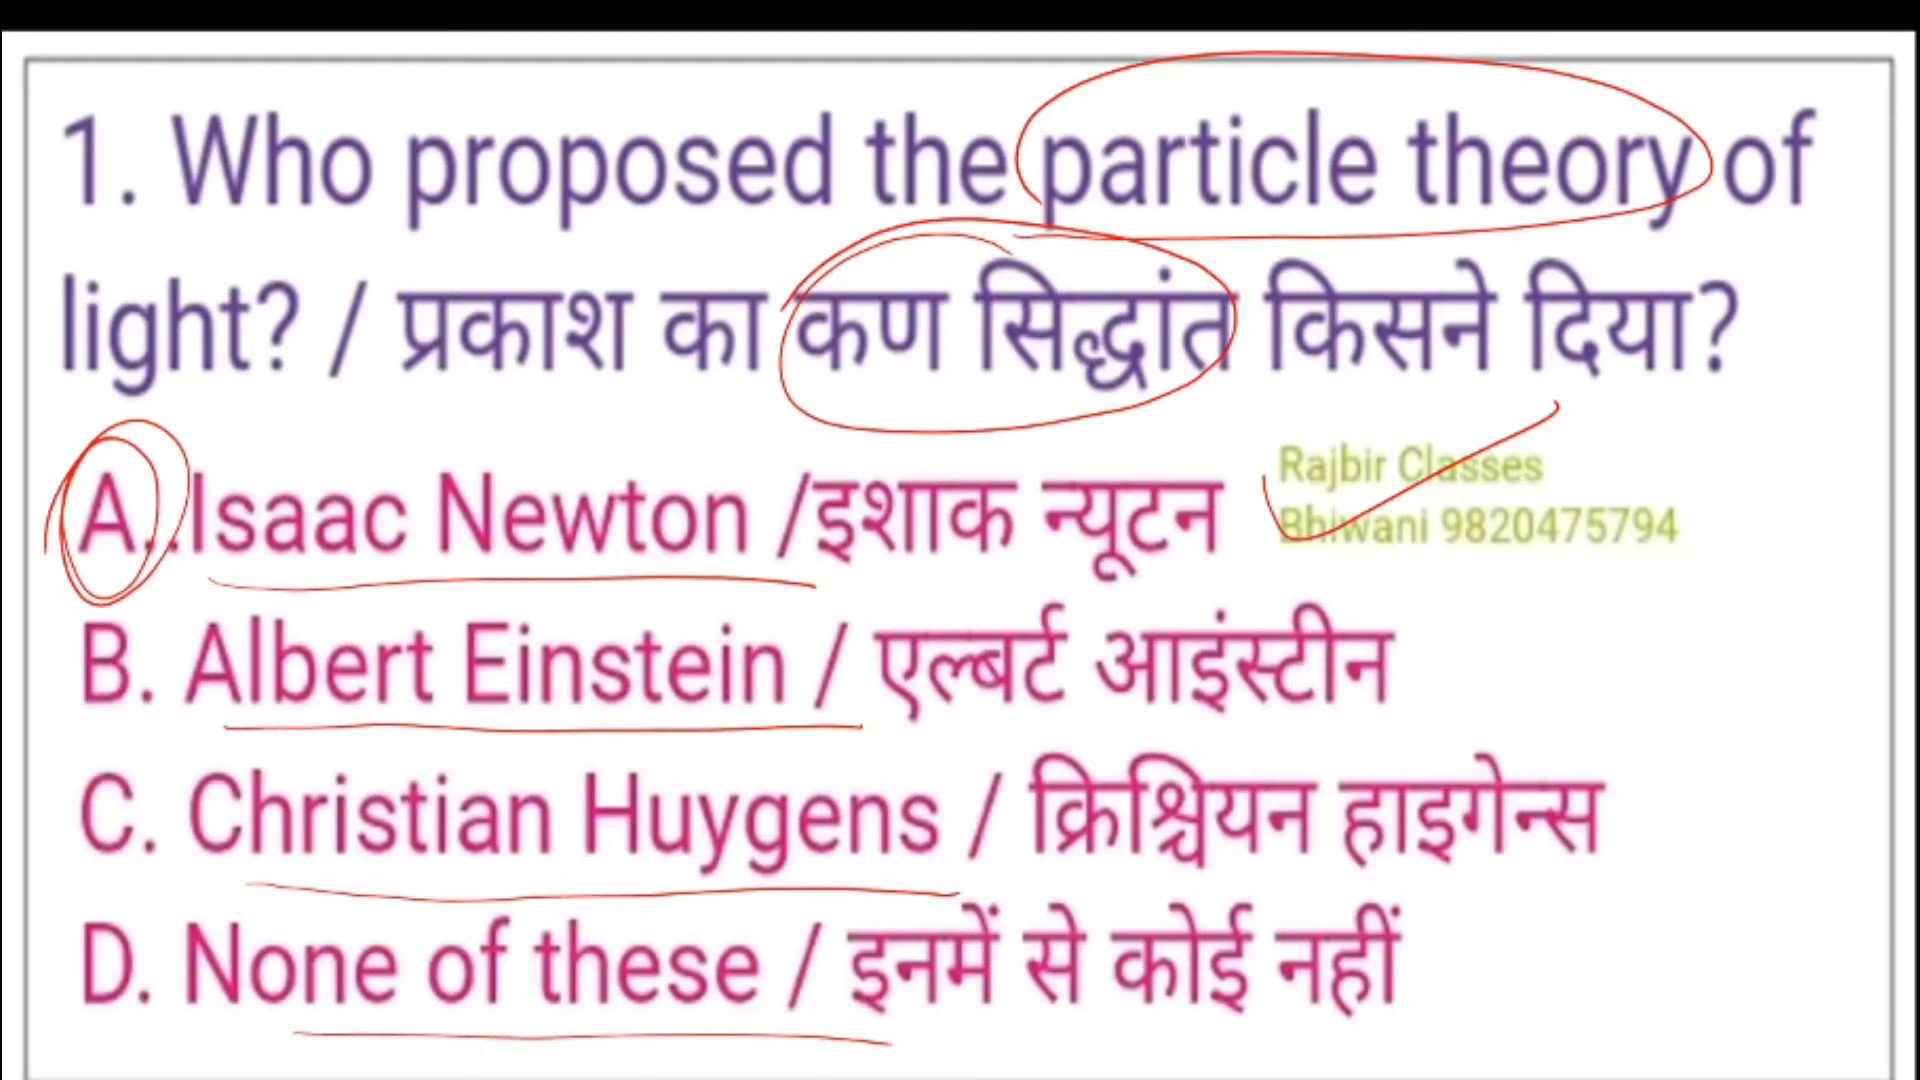 1. Who proposed the particle theory of
light? / प्रकाश का कण सिद्धांत किसने दिया?
A..Isaac Newton /इशाक न्यूटन
Rajbir Classes
Bhiwani 9820475794
B. Albert Einstein / एल्बर्ट आइंस्टीन
C. Christian Huygens / क्रिश्चियन हाइगेन्स
D. None of these / इनमें से कोई नहीं